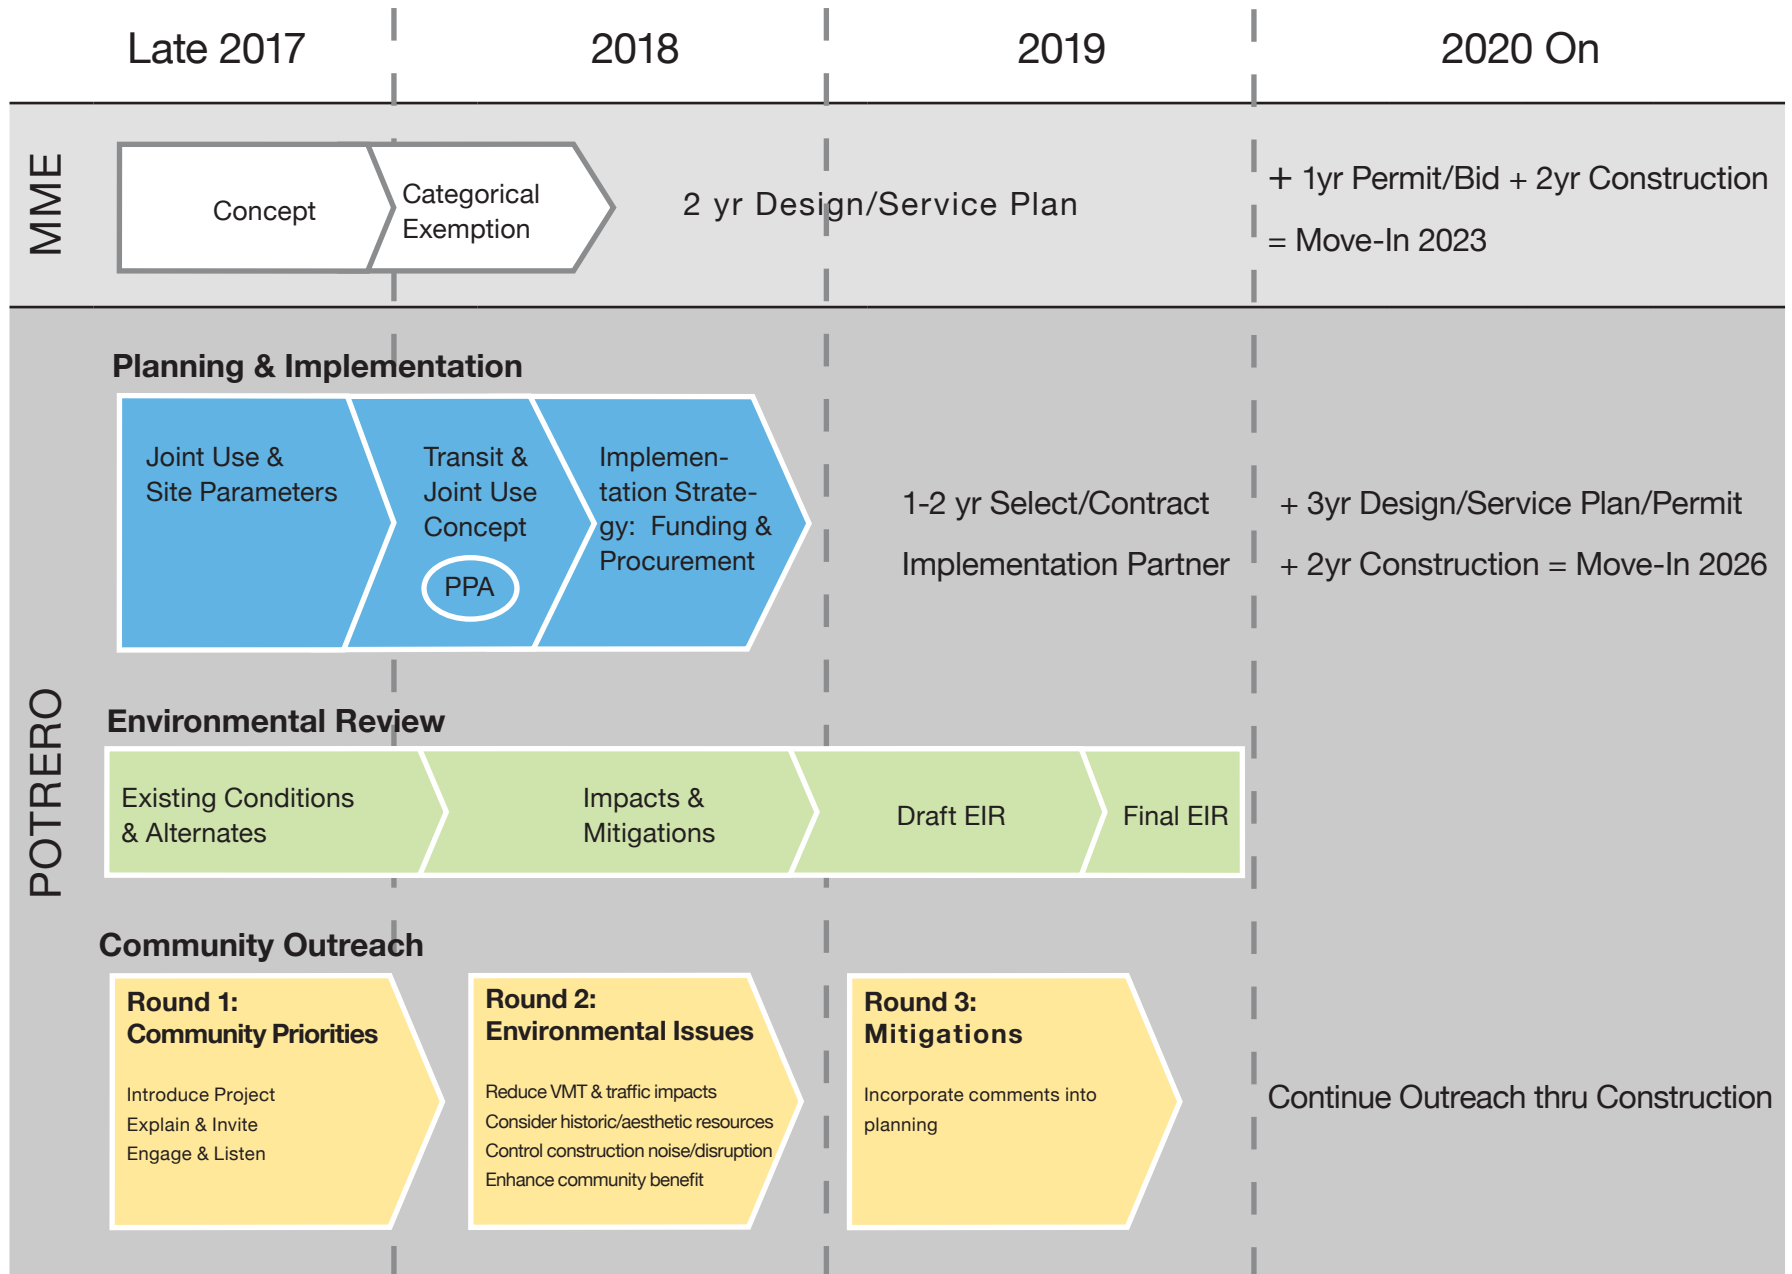 Late 2017
2018
2019
2020 On
MME
Concept
Categorical
Exemption
2 yr Design/Service Plan
+ 1yr Permit/Bid + 2yr Construction
= Move-In 2023
POTRERO
Planning & Implementation
Joint Use &
Site Parameters
Transit &
Joint Use
Concept
PPA
Implemen-
tation Strate-
gy: Funding &
Procurement
1-2 yr Select/Contract
Implementation Partner
+ 3yr Design/Service Plan/Permit
+ 2yr Construction = Move-In 2026
Environmental Review
Existing Conditions
& Alternates
Impacts &
Mitigations
Draft EIR
Final EIR
Community Outreach
Round 1:
Community Priorities
Introduce Project
Explain & Invite
Engage & Listen
Round 2:
Environmental Issues
Reduce VMT & traffic impacts
Consider historic/aesthetic resources
Control construction noise/disruption
Enhance community benefit
Round 3:
Mitigations
Incorporate comments into
planning
Continue Outreach thru Construction